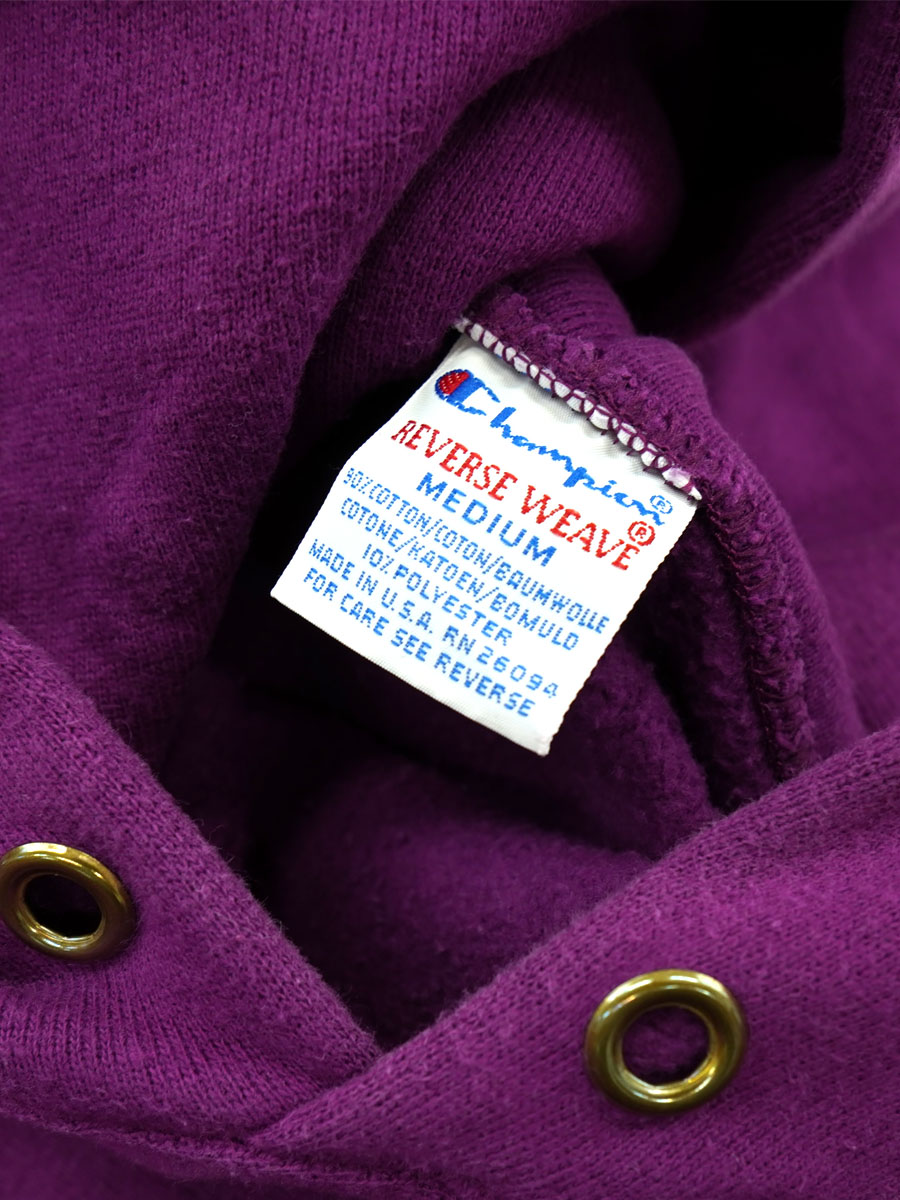 Champion®
REVERSE WEAVE®
MEDIUM
90%COTTON/COTON/BAUMWOLLE
COTONE/KATOEN/BOMULD
10%POLYESTER
MADE IN U.S.A. RN 26094
FOR CARE SEE REVERSE